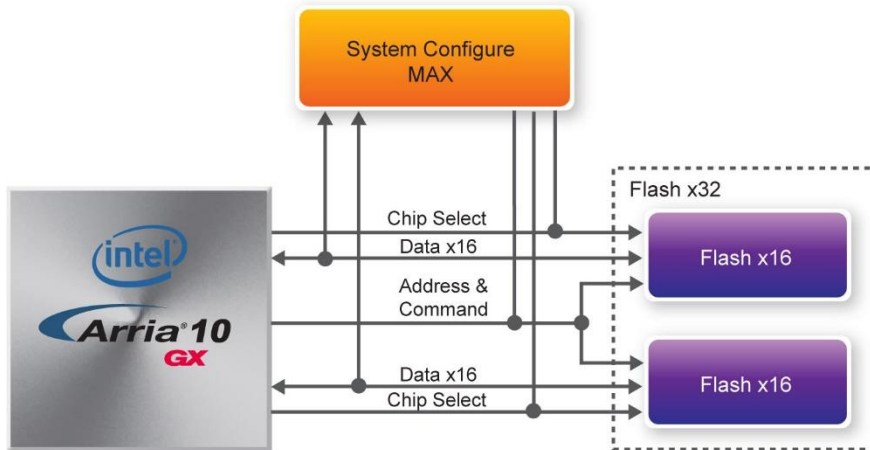 System Configure
MAX
Flash x32
Chip Select
Data x16
Flash x16
Address &
Command
Data x16
Chip Select
Flash x16
intel
Arria® 10
GX